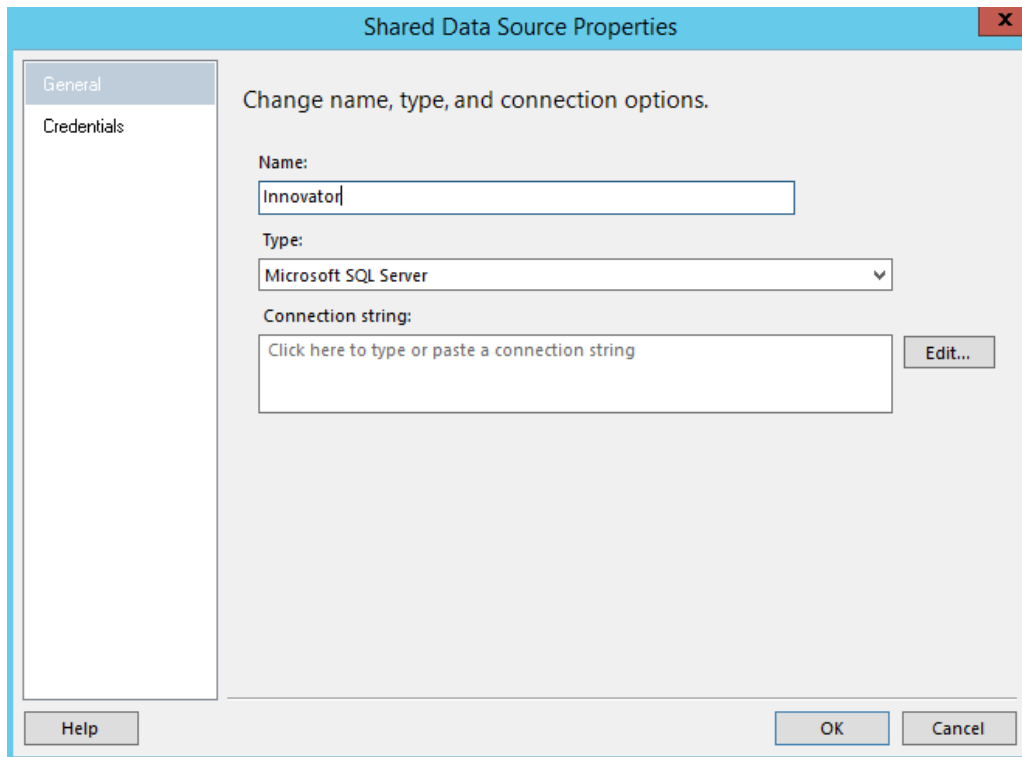 Shared Data Source Properties
x
General
Credentials
Change name, type, and connection options.
Name:
Innovator
Type:
Microsoft SQL Server
Connection string:
Click here to type or paste a connection string
Edit...
Help
OK
Cancel